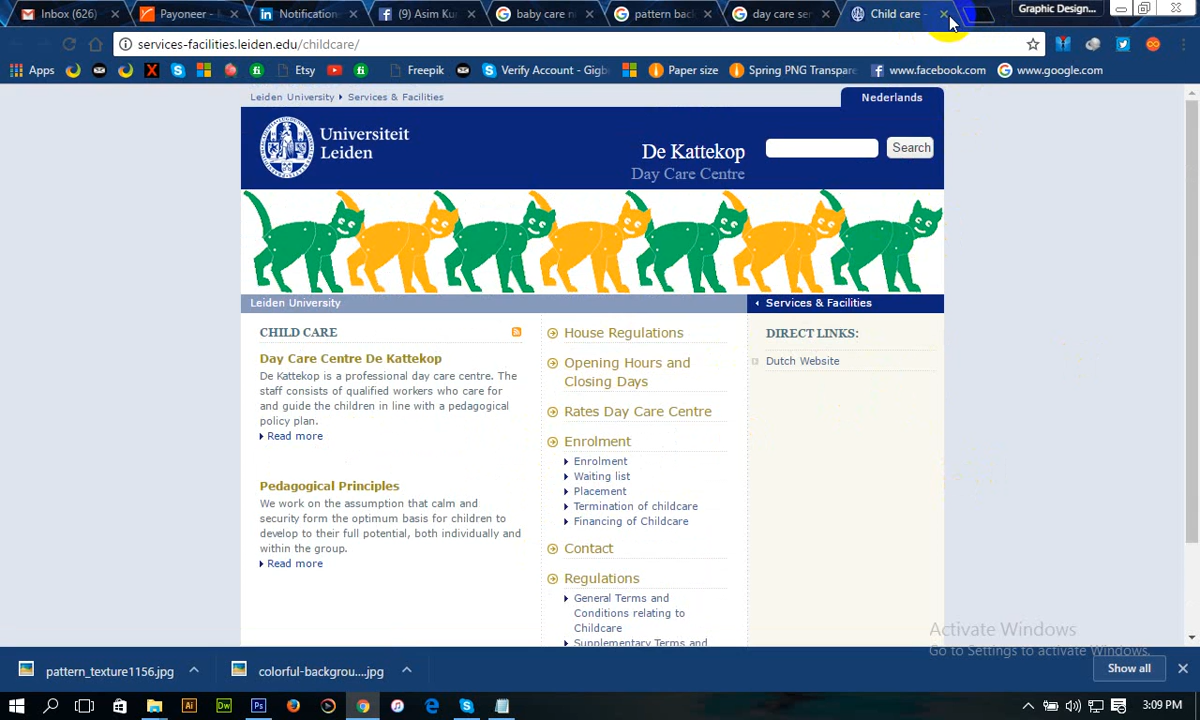 Inbox (626)
Payoneer -
Notification
(9) Asim Ku
baby care ni
pattern back
day care ser
Child care -
Graphic Design...
services-facilities.leiden.edu/childcare/
Apps
Etsy
Freepik
Verify Account - Gigb
Paper size
Spring PNG Transpare
www.facebook.com
www.google.com
Leiden University
Services & Facilities
Nederlands
Universiteit
Leiden
De Kattekop
Day Care Centre
Search
Leiden University
Services & Facilities
CHILD CARE
Day Care Centre De Kattekop
De Kattekop is a professional day care centre. The
staff consists of qualified workers who care for
and guide the children in line with a pedagogical
policy plan.
Read more
Pedagogical Principles
We work on the assumption that calm and
security form the optimum basis for children to
develop to their full potential, both individually and
within the group.
Read more
House Regulations
Opening Hours and
Closing Days
Rates Day Care Centre
Enrolment
Enrolment
Waiting list
Placement
Termination of childcare
Financing of Childcare
Contact
Regulations
General Terms and
Conditions relating to
Childcare
Supplementary Terms and
DIRECT LINKS:
Dutch Website
Activate Windows
Go to Settings to activate Windows.
pattern_texture1156.jpg
colorful-backgrou....jpg
Show all
Ai
Dw
Ps
3:09 PM